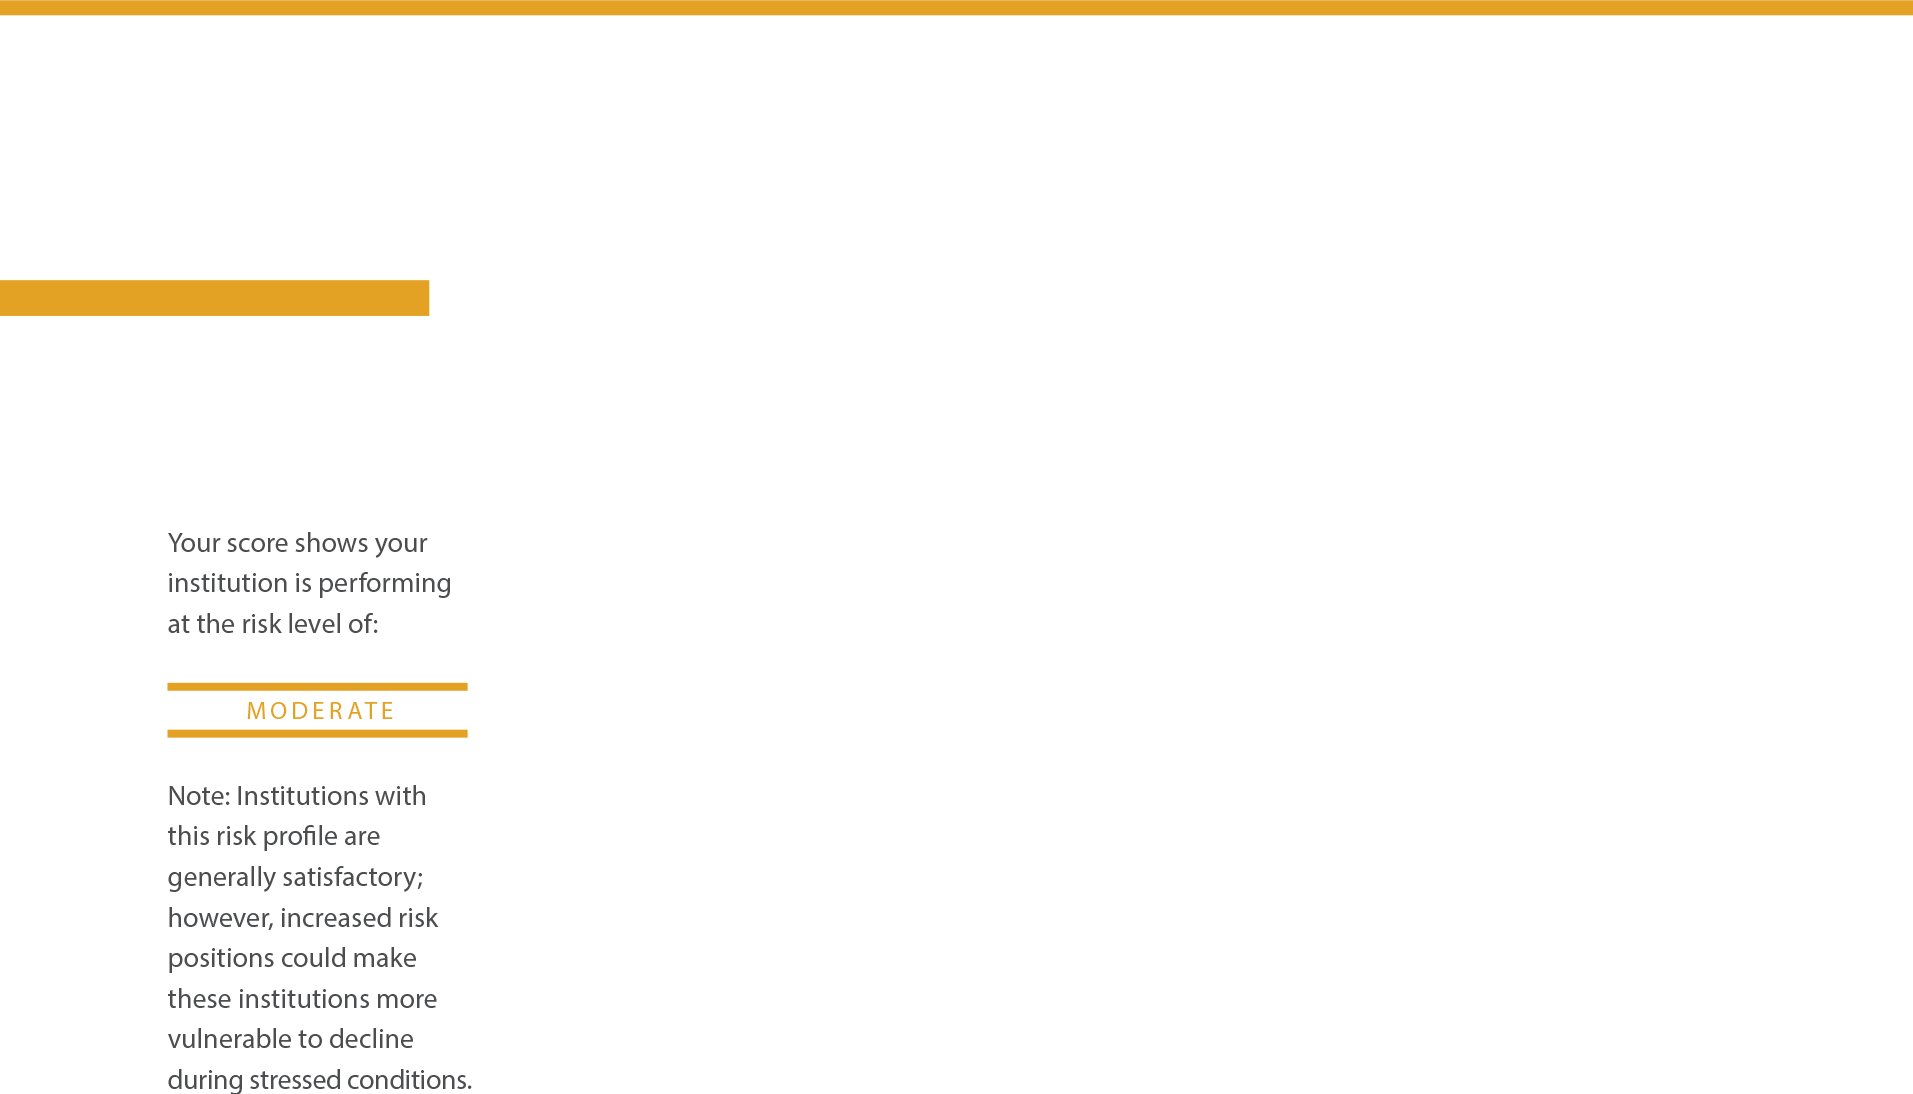 Your score shows your
institution is performing
at the risk level of:
MODERATE
Note: Institutions with
this risk profile are
generally satisfactory;
however, increased risk
positions could make
these institutions more
vulnerable to decline
during stressed conditions.